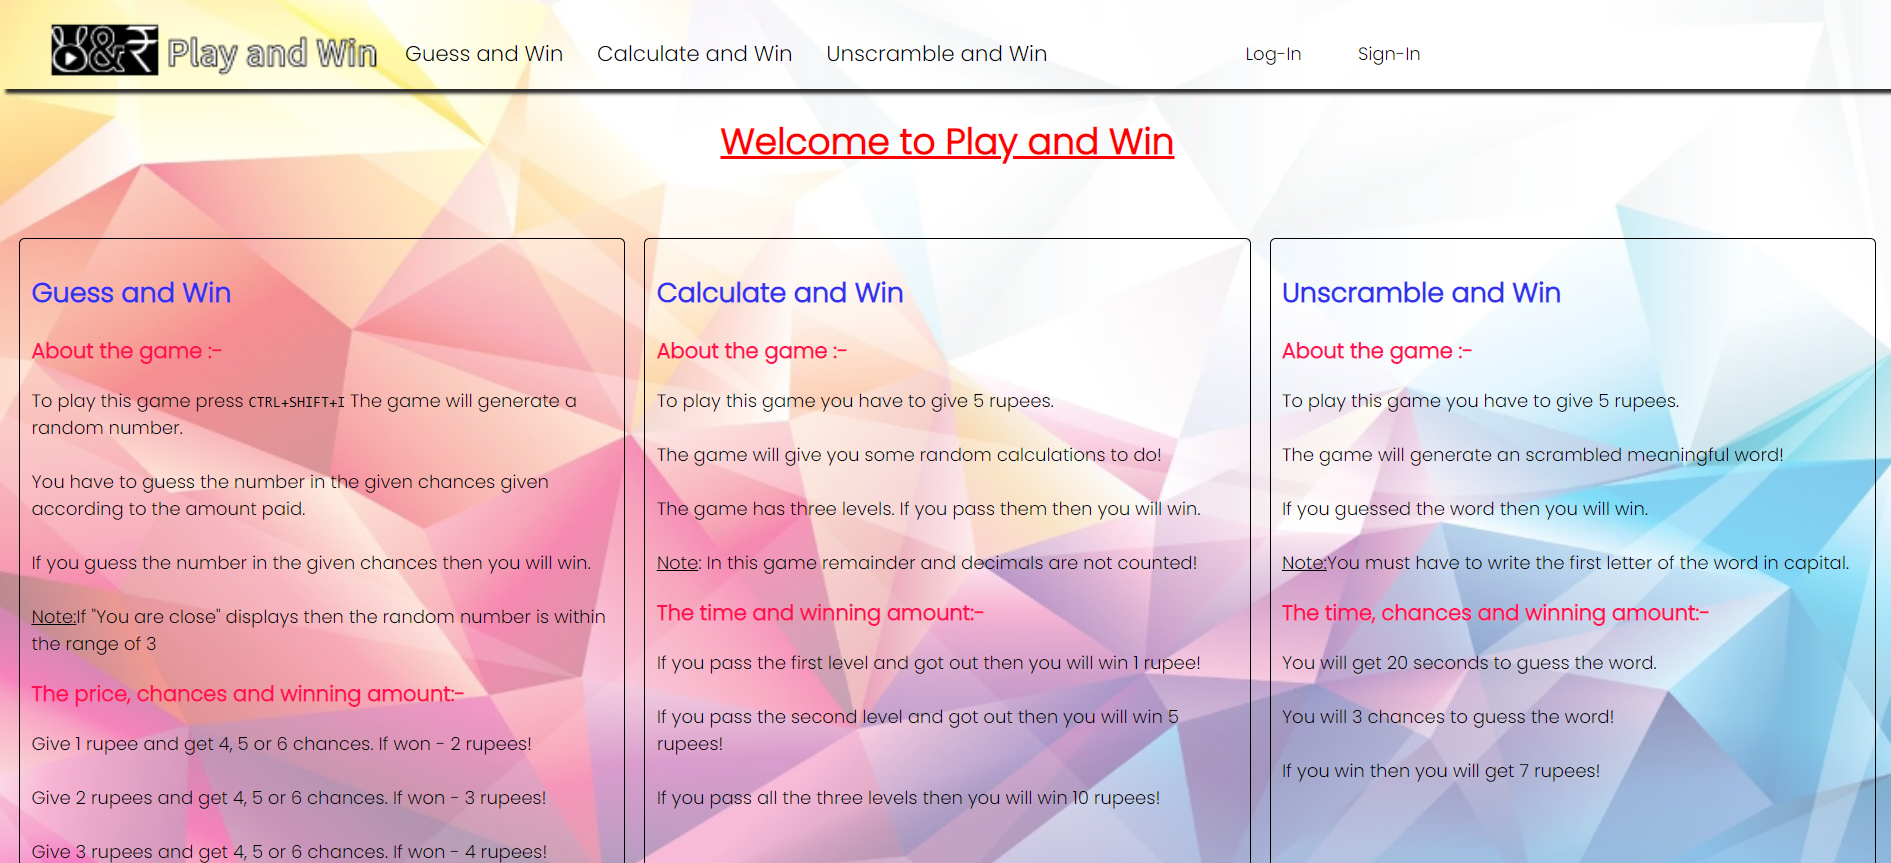 &₹ Play and Win
Guess and Win
Calculate and Win
Unscramble and Win
Log-In
Sign-In
Welcome to Play and Win
Guess and Win
About the game :-
To play this game press CTRL+SHIFT+I The game will generate a
random number.
You have to guess the number in the given chances given
according to the amount paid.
If you guess the number in the given chances then you will win.
Note:If "You are close" displays then the random number is within
the range of 3
The price, chances and winning amount:-
Give 1 rupee and get 4, 5 or 6 chances. If won - 2 rupees!
Give 2 rupees and get 4, 5 or 6 chances. If won - 3 rupees!
Give 3 rupees and get 4, 5 or 6 chances. If won - 4 rupees!
Calculate and Win
About the game :-
To play this game you have to give 5 rupees.
The game will give you some random calculations to do!
The game has three levels. If you pass them then you will win.
Note: In this game remainder and decimals are not counted!
The time and winning amount:-
If you pass the first level and got out then you will win 1 rupee!
If you pass the second level and got out then you will win 5
rupees!
If you pass all the three levels then you will win 10 rupees!
Unscramble and Win
About the game :-
To play this game you have to give 5 rupees.
The game will generate an scrambled meaningful word!
If you guessed the word then you will win.
Note:You must have to write the first letter of the word in capital.
The time, chances and winning amount:-
You will get 20 seconds to guess the word.
You will 3 chances to guess the word!
If you win then you will get 7 rupees!